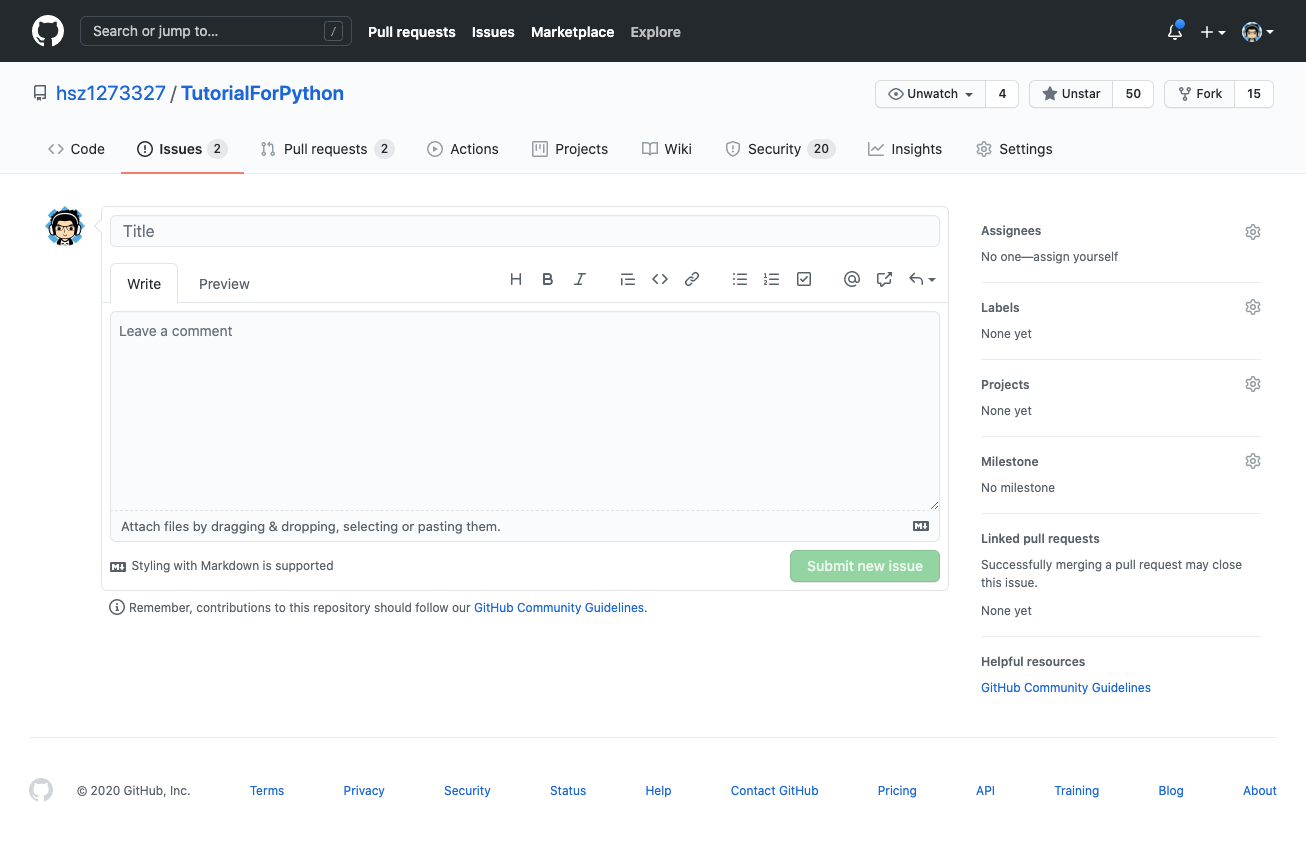 Search or jump to… / Pull requests Issues Marketplace Explore
hsz1273327 / TutorialForPython Unwatch 4 Unstar 50 Fork 15
Code Issues 2 Pull requests 2 Actions Projects Wiki Security 20 Insights Settings
Title
Write Preview
Leave a comment
Attach files by dragging & dropping, selecting or pasting them.
Styling with Markdown is supported Submit new issue
Remember, contributions to this repository should follow our GitHub Community Guidelines.
Assignees
No one—assign yourself
Labels
None yet
Projects
None yet
Milestone
No milestone
Linked pull requests
Successfully merging a pull request may close
this issue.
None yet
Helpful resources
GitHub Community Guidelines
© 2020 GitHub, Inc. Terms Privacy Security Status Help Contact GitHub Pricing API Training Blog About